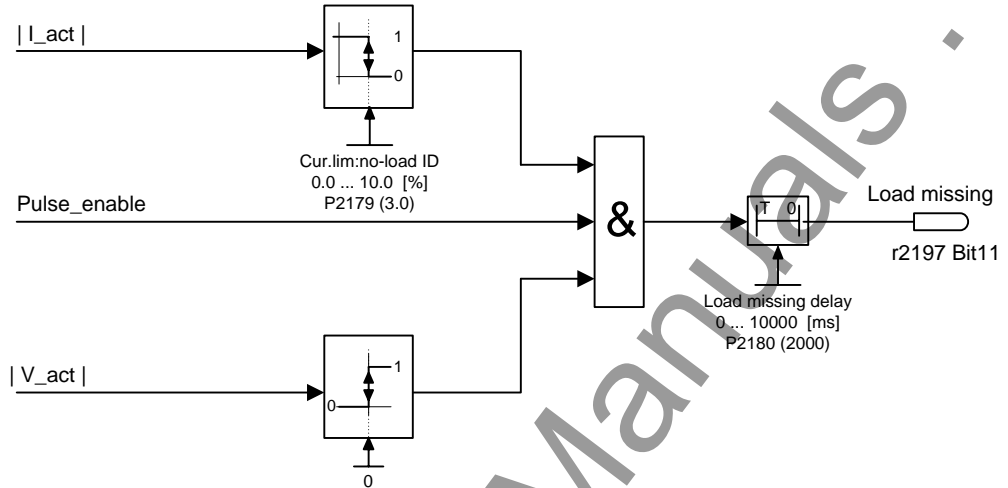 | I_act |
1
0
Cur.lim:no-load ID
0.0 ... 10.0 [%]
P2179 (3.0)
Pulse_enable
&
T 0
Load missing
r2197 Bit11
Load missing delay
0 ... 10000 [ms]
P2180 (2000)
| V_act |
1
0
0
Manuals .